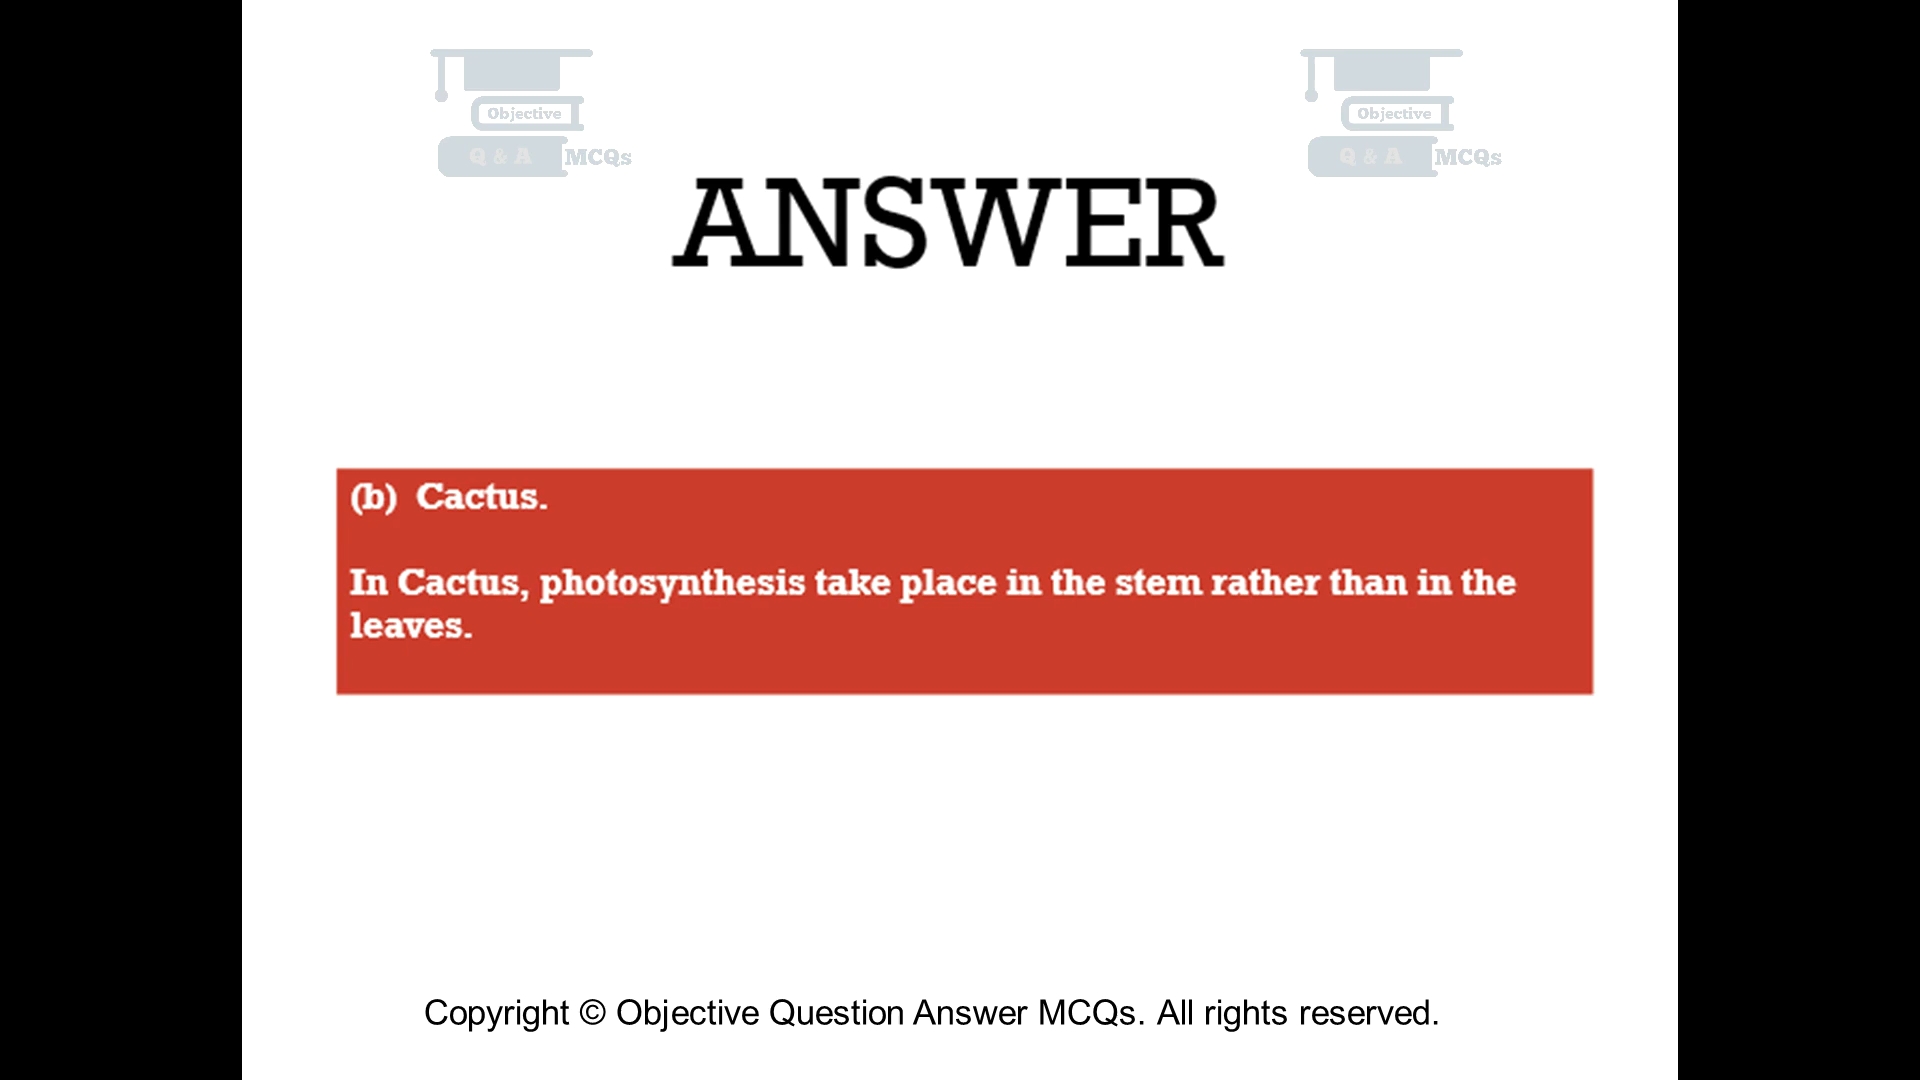 Objective
Q & A MCQs
Objective
Q & A MCQs
ANSWER
(b) Cactus.
In Cactus, photosynthesis take place in the stem rather than in the
leaves.
Copyright © Objective Question Answer MCQs. All rights reserved.